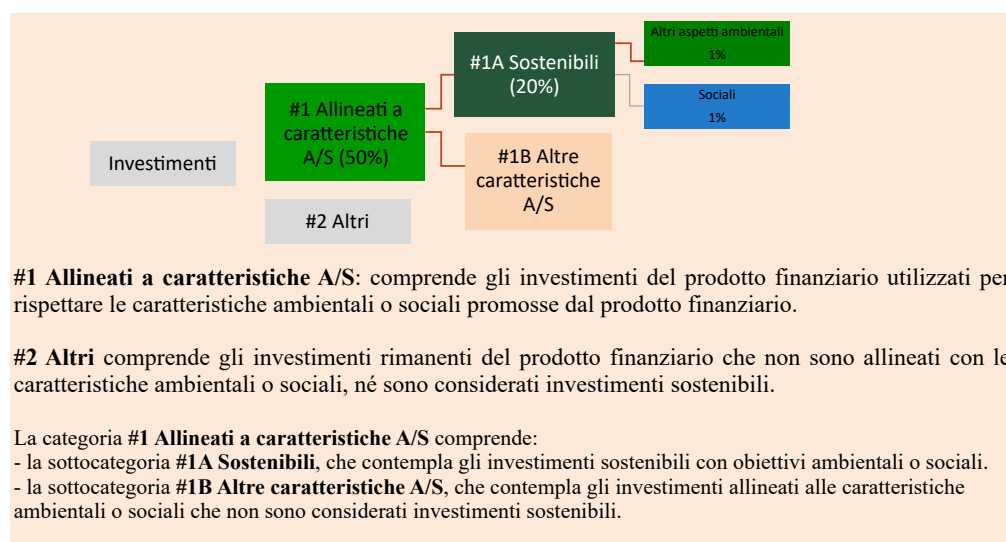 Investimenti
#1 Allineati a
caratteristiche
A/S (50%)
#2 Altri
#1A Sostenibili
(20%)
#1B Altre
caratteristiche
A/S
Altri aspetti ambientali
1%
Sociali
1%
#1 Allineati a caratteristiche A/S: comprende gli investimenti del prodotto finanziario utilizzati per
rispettare le caratteristiche ambientali o sociali promosse dal prodotto finanziario.
#2 Altri comprende gli investimenti rimanenti del prodotto finanziario che non sono allineati con le
caratteristiche ambientali o sociali, né sono considerati investimenti sostenibili.
La categoria #1 Allineati a caratteristiche A/S comprende:
- la sottocategoria #1A Sostenibili, che contempla gli investimenti sostenibili con obiettivi ambientali o sociali.
- la sottocategoria #1B Altre caratteristiche A/S, che contempla gli investimenti allineati alle caratteristiche
ambientali o sociali che non sono considerati investimenti sostenibili.